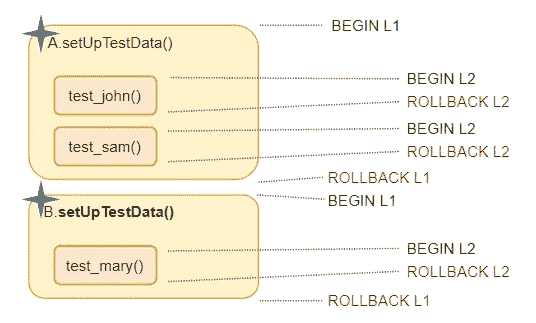 BEGIN L1
A.setUpTestData()
BEGIN L2
test_john()
ROLLBACK L2
BEGIN L2
test_sam()
ROLLBACK L2
ROLLBACK L1
BEGIN L1
B.setUpTestData()
BEGIN L2
test_mary()
ROLLBACK L2
ROLLBACK L1